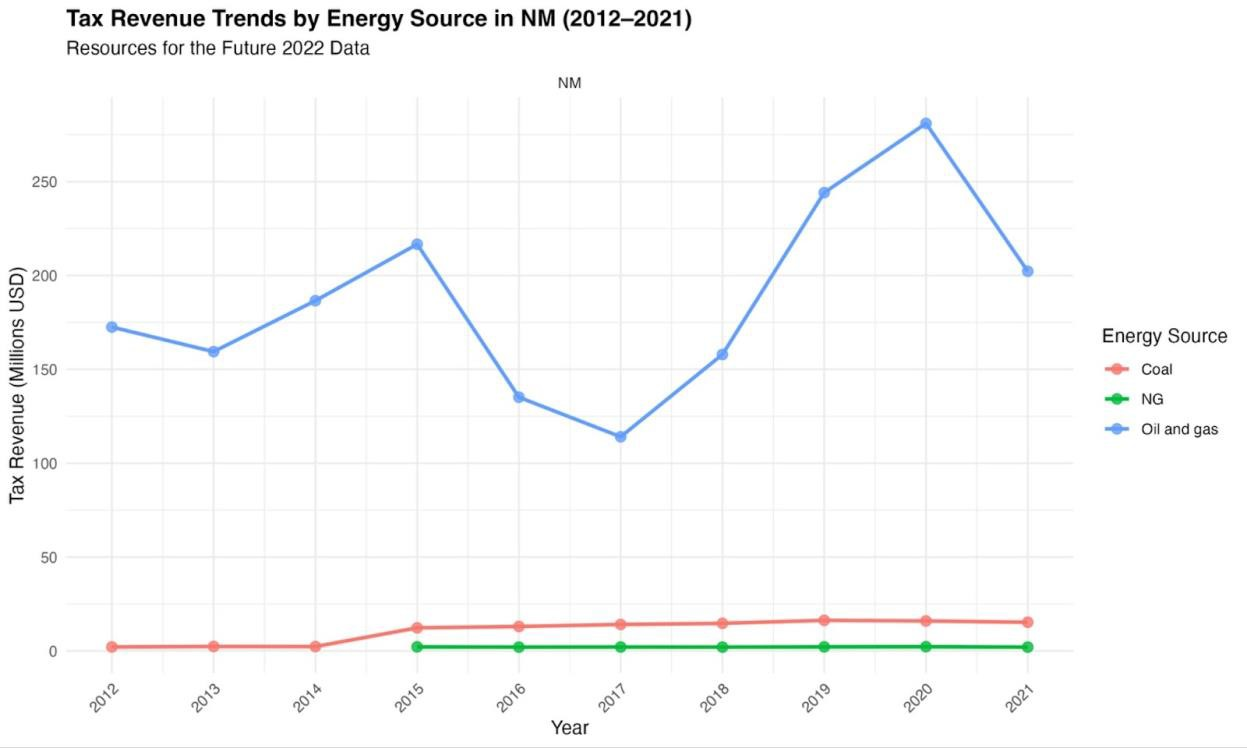 Tax Revenue Trends by Energy Source in NM (2012–2021)
Resources for the Future 2022 Data
NM
Tax Revenue (Millions USD)
250
200
150
100
50
0
2012
2013
2014
2015
2016
2017
2018
2019
2020
2021
Year
Energy Source
Coal
NG
Oil and gas